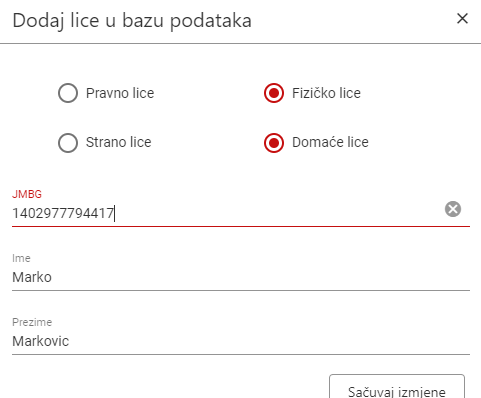 Dodaj lice u bazu podataka
Pravno lice
Fizičko lice
Strano lice
Domaće lice
JMBG
1402977794417
Ime
Marko
Prezime
Markovic
Sačuvaj izmjene